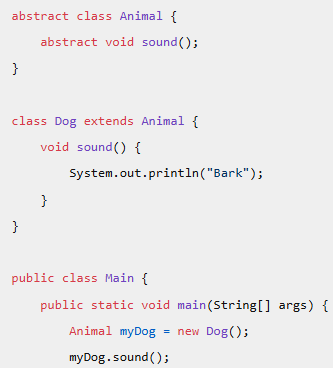 abstract class Animal {
    abstract void sound();
}

class Dog extends Animal {
    void sound() {
        System.out.println("Bark");
    }
}

public class Main {
    public static void main(String[] args) {
        Animal myDog = new Dog();
        myDog.sound();